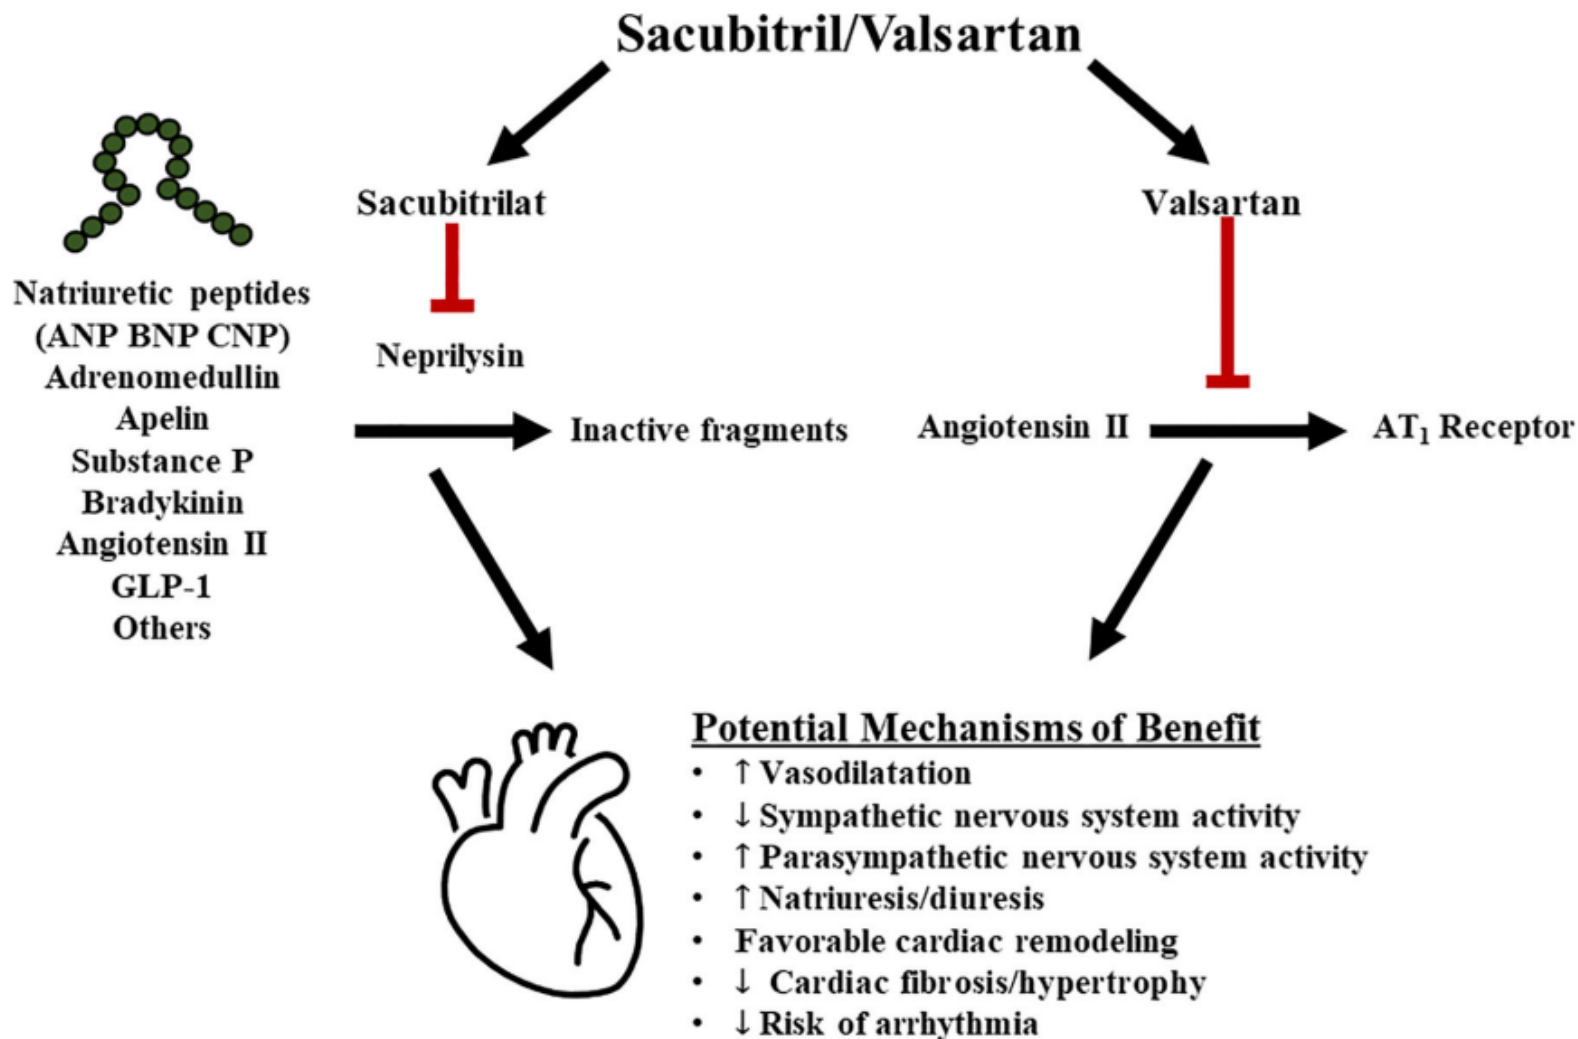 Sacubitril/Valsartan
Sacubitrilat
Valsartan
Natriuretic peptides
(ANP BNP CNP)
Adrenomedullin
Apelin
Substance P
Bradykinin
Angiotensin II
GLP-1
Others
Neprilysin
Inactive fragments
Angiotensin II
AT₁ Receptor
Potential Mechanisms of Benefit
• ↑ Vasodilatation
• ↓ Sympathetic nervous system activity
• ↑ Parasympathetic nervous system activity
• ↑ Natriuresis/diuresis
• Favorable cardiac remodeling
• ↓ Cardiac fibrosis/hypertrophy
• ↓ Risk of arrhythmia